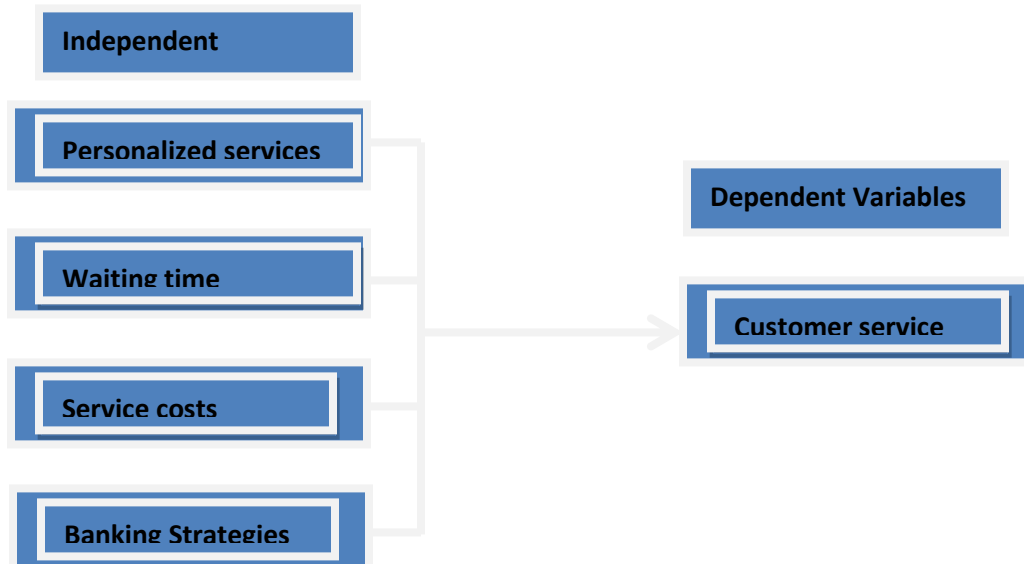 Independent
Personalized services
Waiting time
Service costs
Banking Strategies
Dependent Variables
Customer service